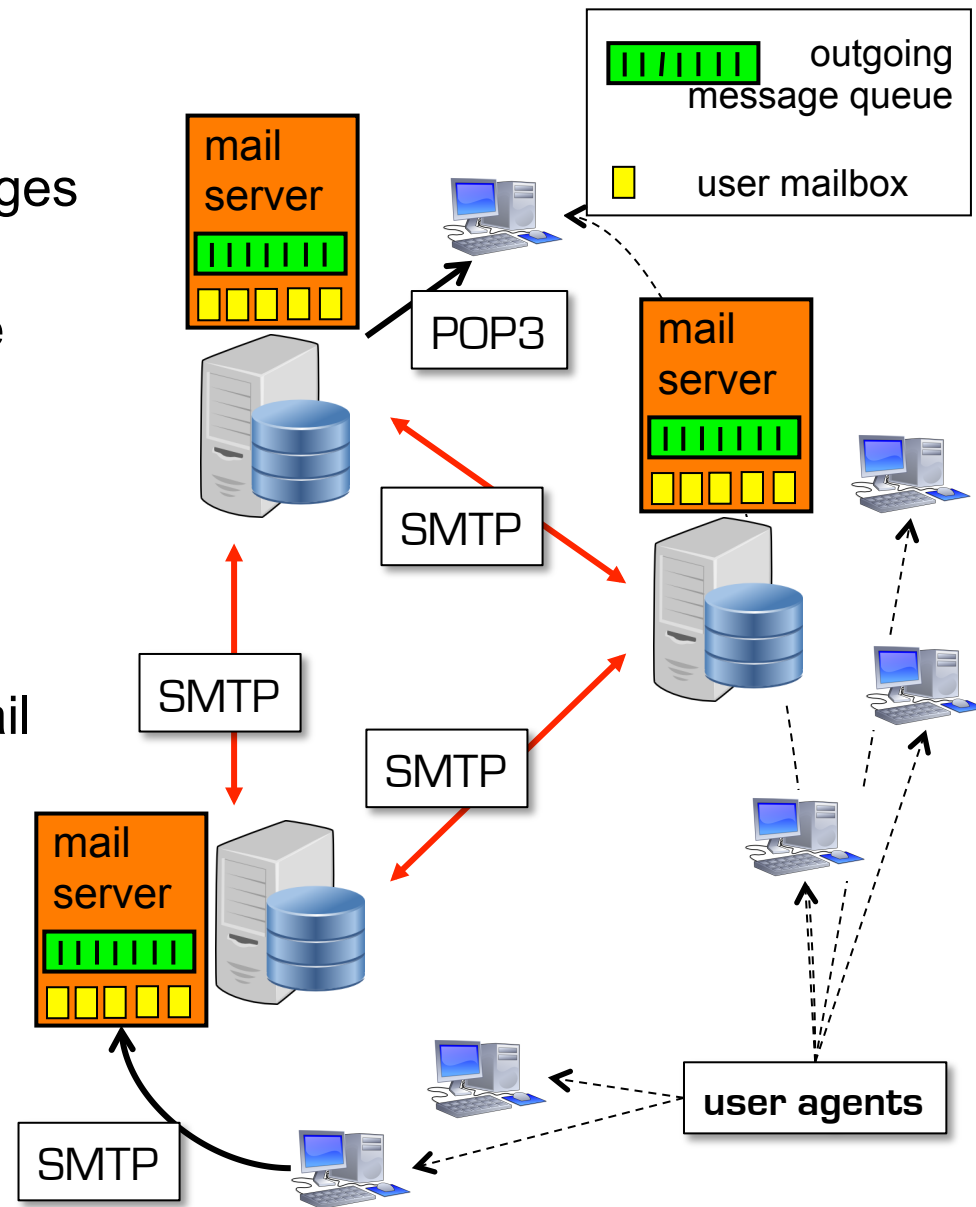 outgoing
message queue
user mailbox
mail
server
ges
e
POP3
mail
server
SMTP
SMTP
ail
SMTP
mail
server
user agents
SMTP